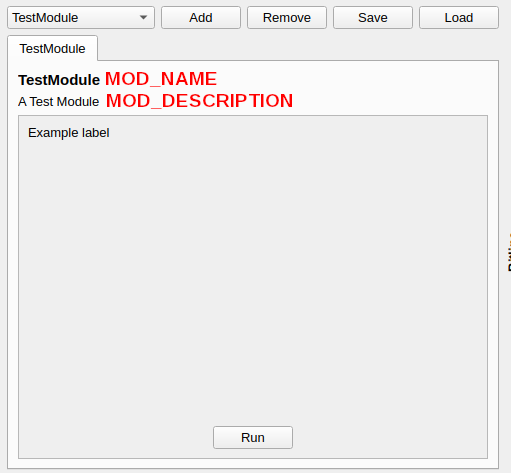 TestModule Add Remove Save Load
TestModule
TestModule MOD_NAME
A Test Module MOD_DESCRIPTION
Example label
Run